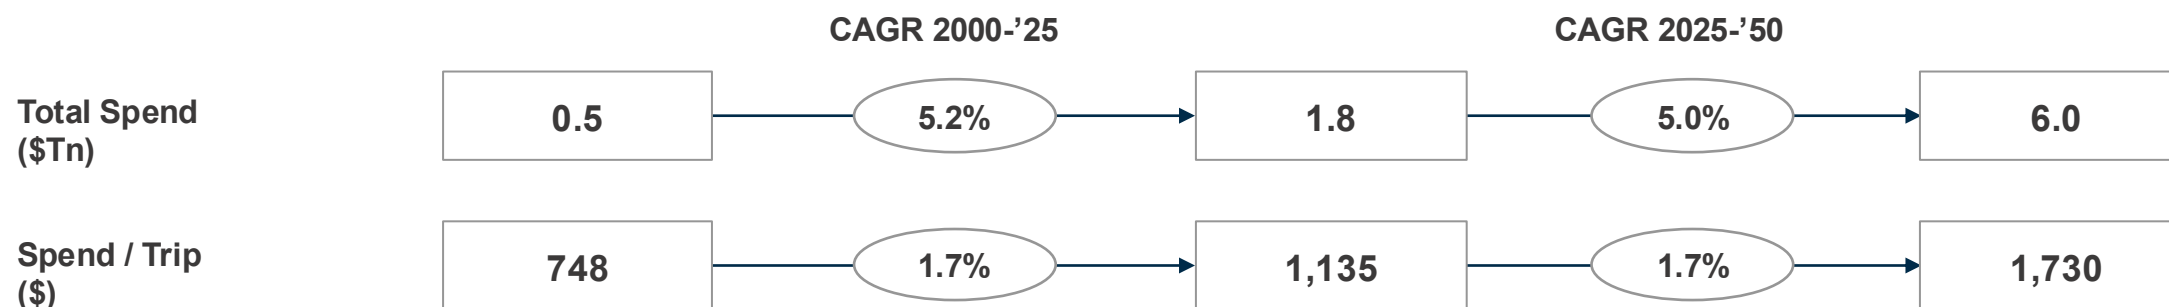 CAGR 2000-’25 CAGR 2025-’50
Total Spend
($Tn)
0.5 5.2% 1.8 5.0% 6.0
Spend / Trip
($)
748 1.7% 1,135 1.7% 1,730